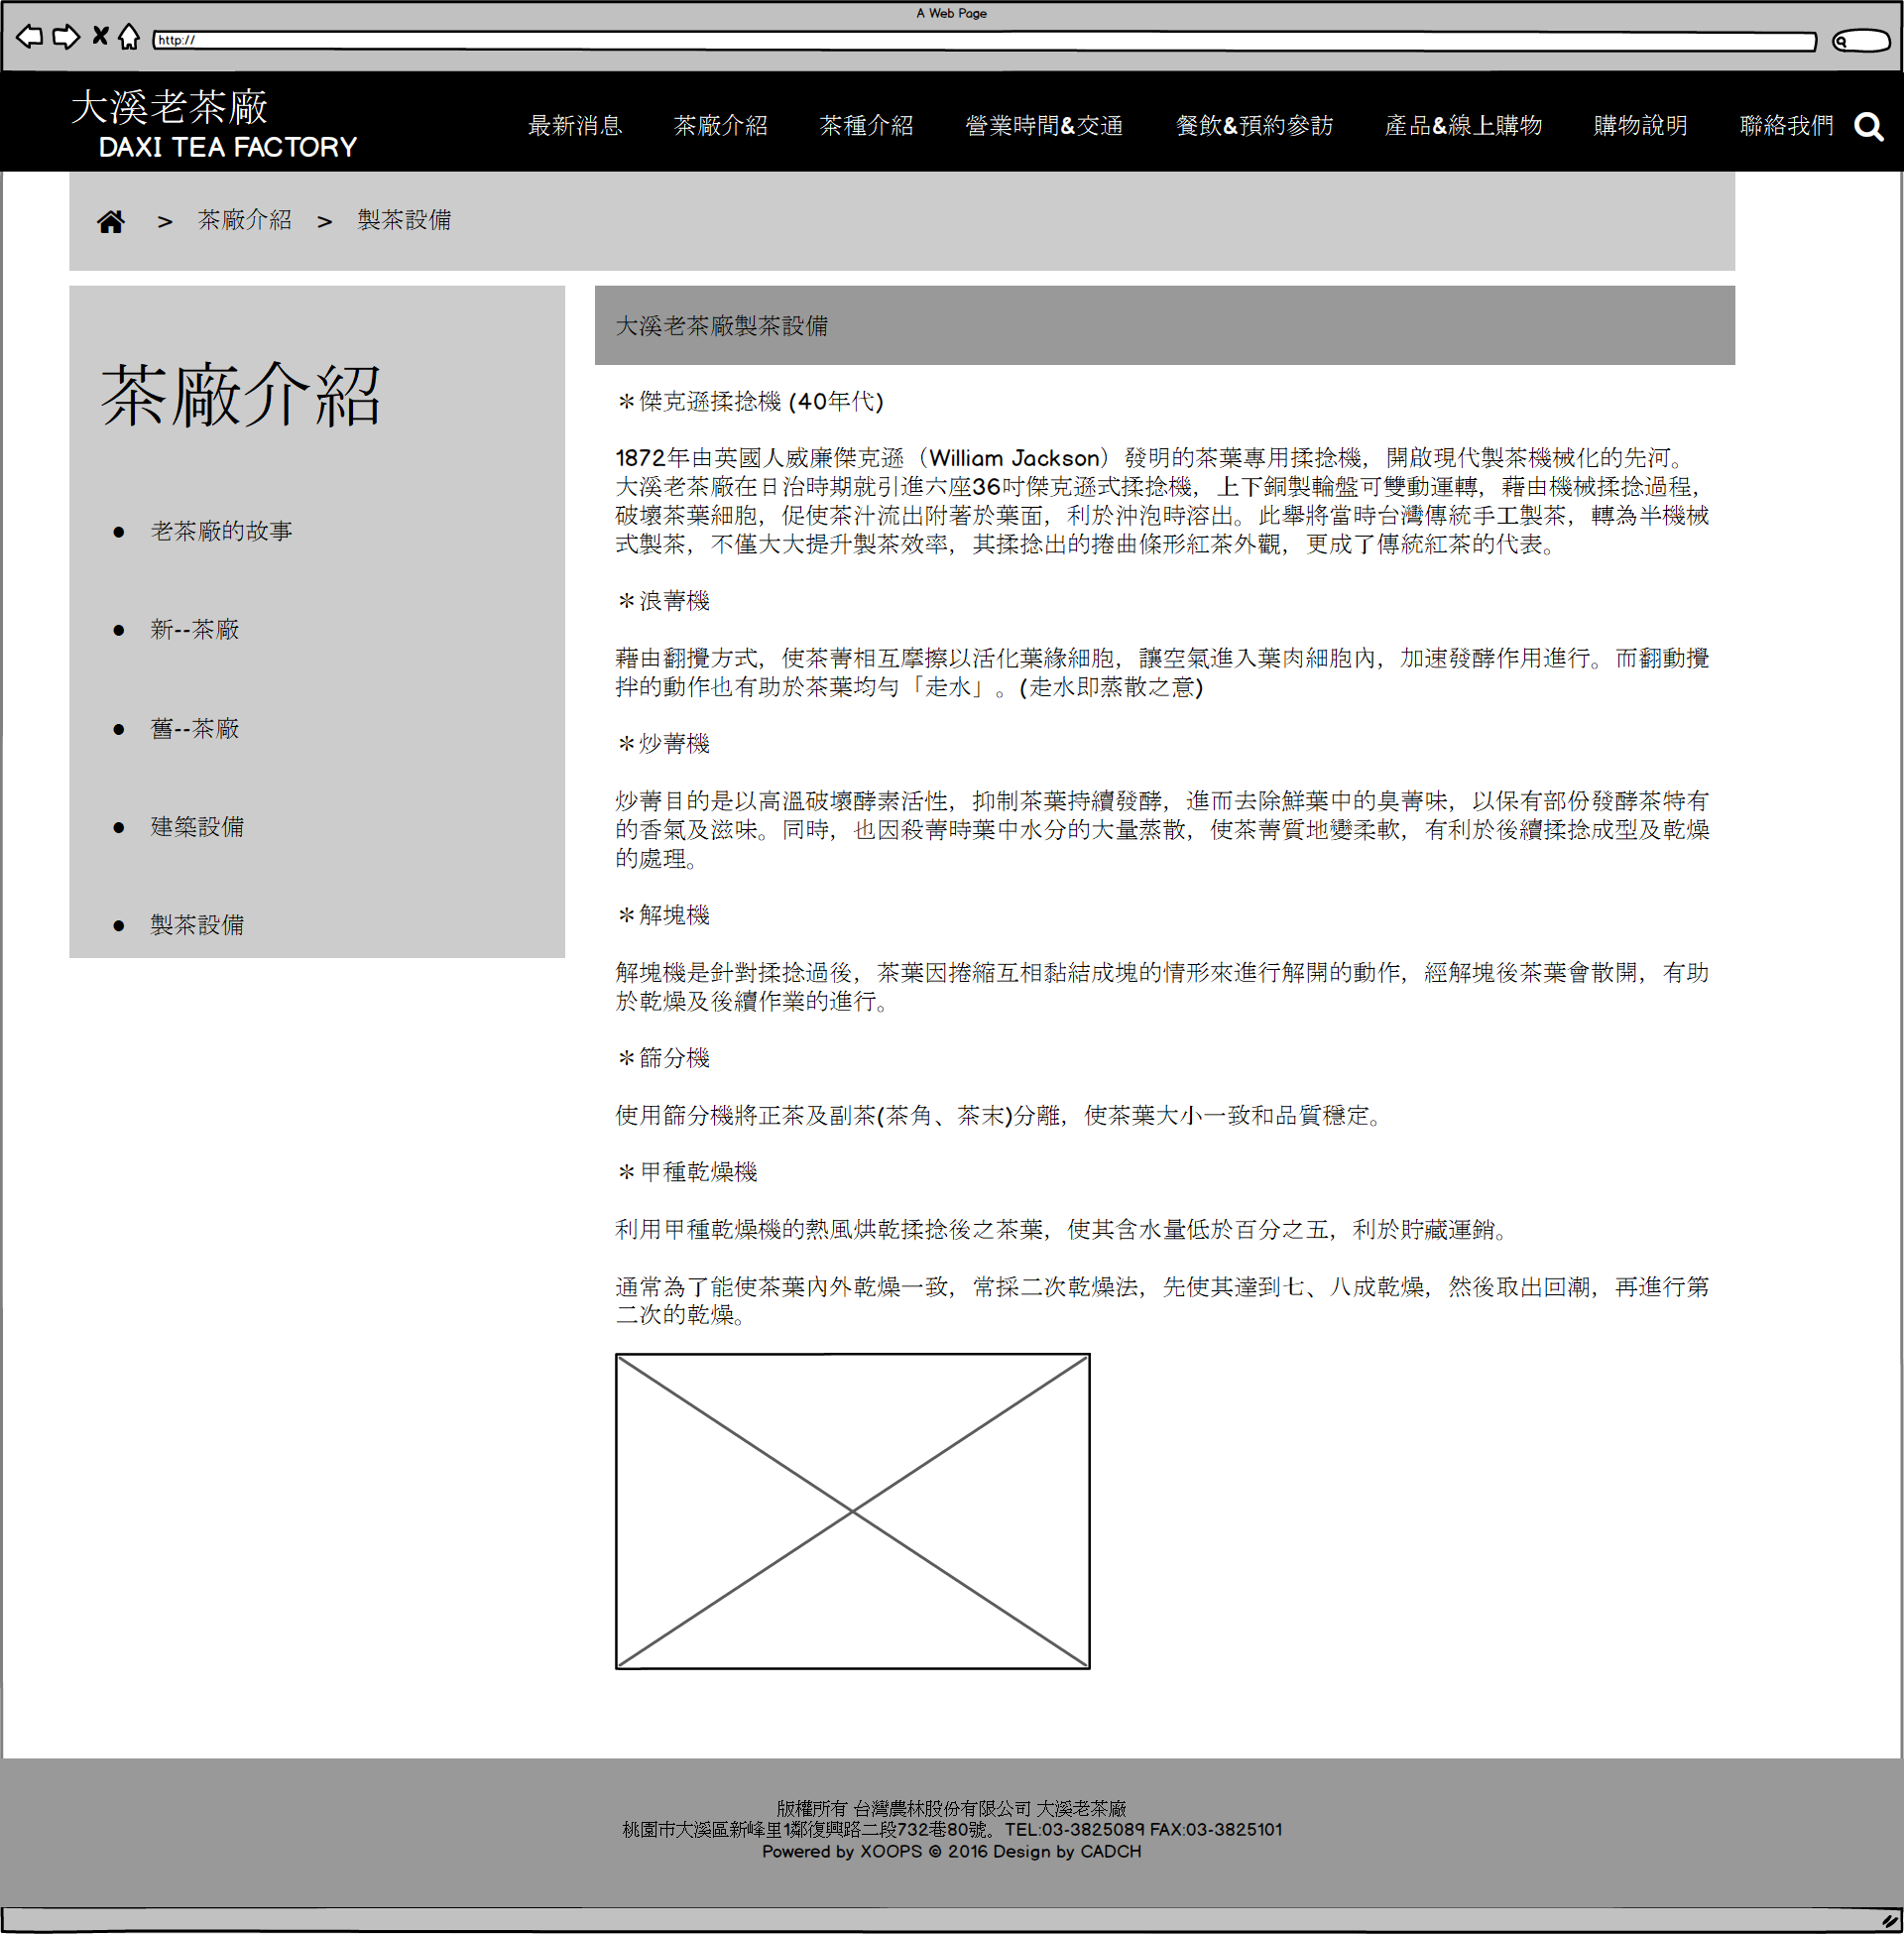 A Web Page
http://
大溪老茶廠
DAXI TEA FACTORY
最新消息 茶廠介紹 茶種介紹 營業時間&交通 餐飲&預約參訪 產品&線上購物 購物說明 聯絡我們
> 茶廠介紹 > 製茶設備
茶廠介紹
● 老茶廠的故事
● 新--茶廠
● 舊--茶廠
● 建築設備
● 製茶設備
大溪老茶廠製茶設備
＊傑克遜揉捻機 (40年代)
1872年由英國人威廉傑克遜（William Jackson）發明的茶葉專用揉捻機，開啟現代製茶機械化的先河。
大溪老茶廠在日治時期就引進六座36吋傑克遜式揉捻機，上下銅製輪盤可雙動運轉，藉由機械揉捻過程，
破壞茶葉細胞，促使茶汁流出附著於葉面，利於沖泡時溶出。此舉將當時台灣傳統手工製茶，轉為半機械
式製茶，不僅大大提升製茶效率，其揉捻出的捲曲條形紅茶外觀，更成了傳統紅茶的代表。
＊浪菁機
藉由翻攪方式，使茶菁相互摩擦以活化葉緣細胞，讓空氣進入葉肉細胞內，加速發酵作用進行。而翻動攪
拌的動作也有助於茶葉均勻「走水」。(走水即蒸散之意)
＊炒菁機
炒菁目的是以高溫破壞酵素活性，抑制茶葉持續發酵，進而去除鮮葉中的臭菁味，以保有部份發酵茶特有
的香氣及滋味。同時，也因殺菁時葉中水分的大量蒸散，使茶菁質地變柔軟，有利於後續揉捻成型及乾燥
的處理。
＊解塊機
解塊機是針對揉捻過後，茶葉因捲縮互相黏結成塊的情形來進行解開的動作，經解塊後茶葉會散開，有助
於乾燥及後續作業的進行。
＊篩分機
使用篩分機將正茶及副茶(茶角、茶末)分離，使茶葉大小一致和品質穩定。
＊甲種乾燥機
利用甲種乾燥機的熱風烘乾揉捻後之茶葉，使其含水量低於百分之五，利於貯藏運銷。
通常為了能使茶葉內外乾燥一致，常採二次乾燥法，先使其達到七、八成乾燥，然後取出回潮，再進行第
二次的乾燥。
版權所有 台灣農林股份有限公司 大溪老茶廠
桃園市大溪區新峰里1鄰復興路二段732巷80號。TEL:03-3825089 FAX:03-3825101
Powered by XOOPS © 2016 Design by CADCH